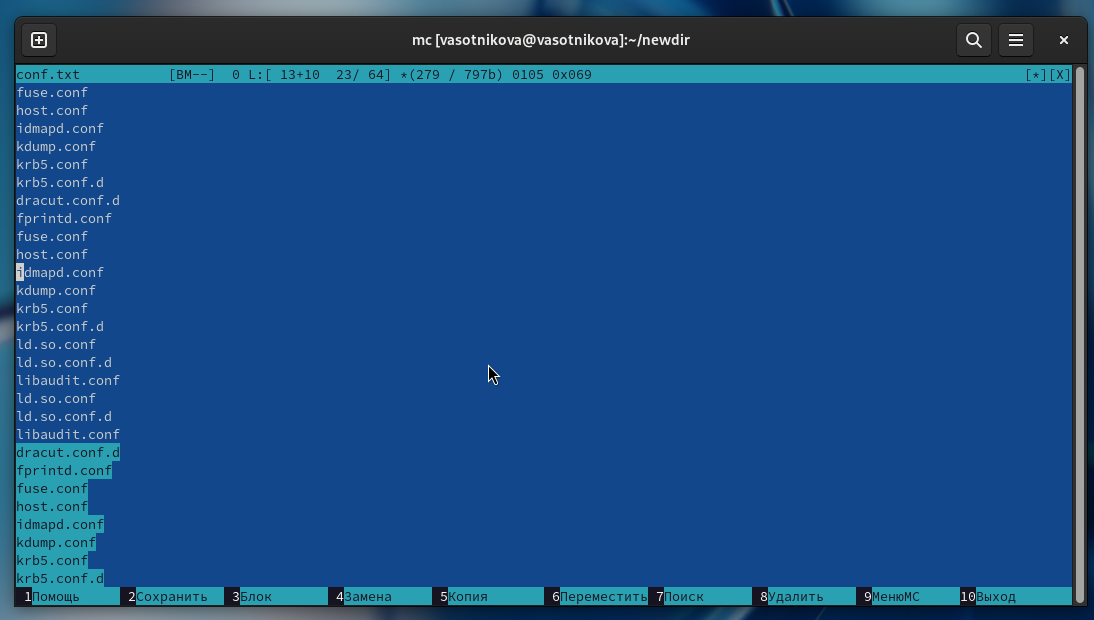 mc [vasotnikova@vasotnikova]:~/newdir
conf.txt [BM--] 0 L:[ 13+10 23/ 64] *(279 / 797b) 0105 0x069 [*][X]
fuse.conf
host.conf
idmapd.conf
kdump.conf
krb5.conf
krb5.conf.d
dracut.conf.d
fprintd.conf
fuse.conf
host.conf
idmapd.conf
kdump.conf
krb5.conf
krb5.conf.d
ld.so.conf
ld.so.conf.d
libaudit.conf
ld.so.conf
ld.so.conf.d
libaudit.conf
dracut.conf.d
fprintd.conf
fuse.conf
host.conf
idmapd.conf
kdump.conf
krb5.conf
krb5.conf.d
1Помощь 2Сохранить 3Блок 4Замена 5Копия 6Переместить 7Поиск 8Удалить 9МенюMC 10Выход